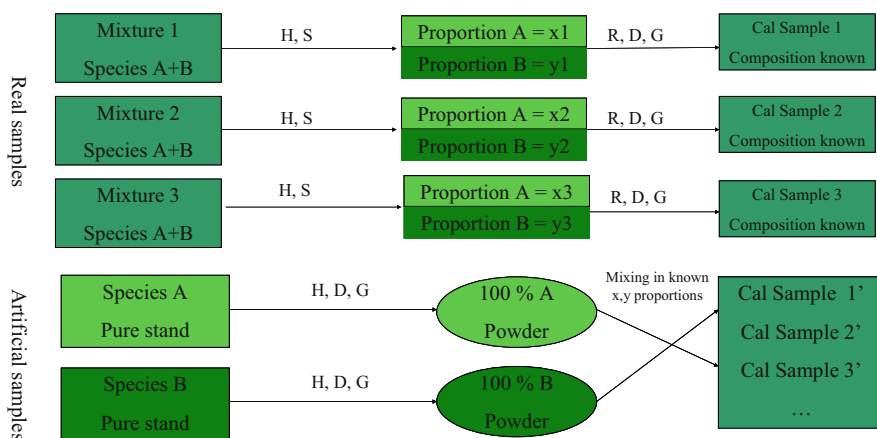 Real samples
Mixture 1
Species A+B
H, S
Proportion A = x1
Proportion B = y1
R, D, G
Cal Sample 1
Composition known
Mixture 2
Species A+B
H, S
Proportion A = x2
Proportion B = y2
R, D, G
Cal Sample 2
Composition known
Mixture 3
Species A+B
H, S
Proportion A = x3
Proportion B = y3
R, D, G
Cal Sample 3
Composition known
Artificial samples
Species A
Pure stand
H, D, G
100 % A
Powder
Species B
Pure stand
H, D, G
100 % B
Powder
Mixing in known
x,y proportions
Cal Sample 1’
Cal Sample 2’
Cal Sample 3’
…